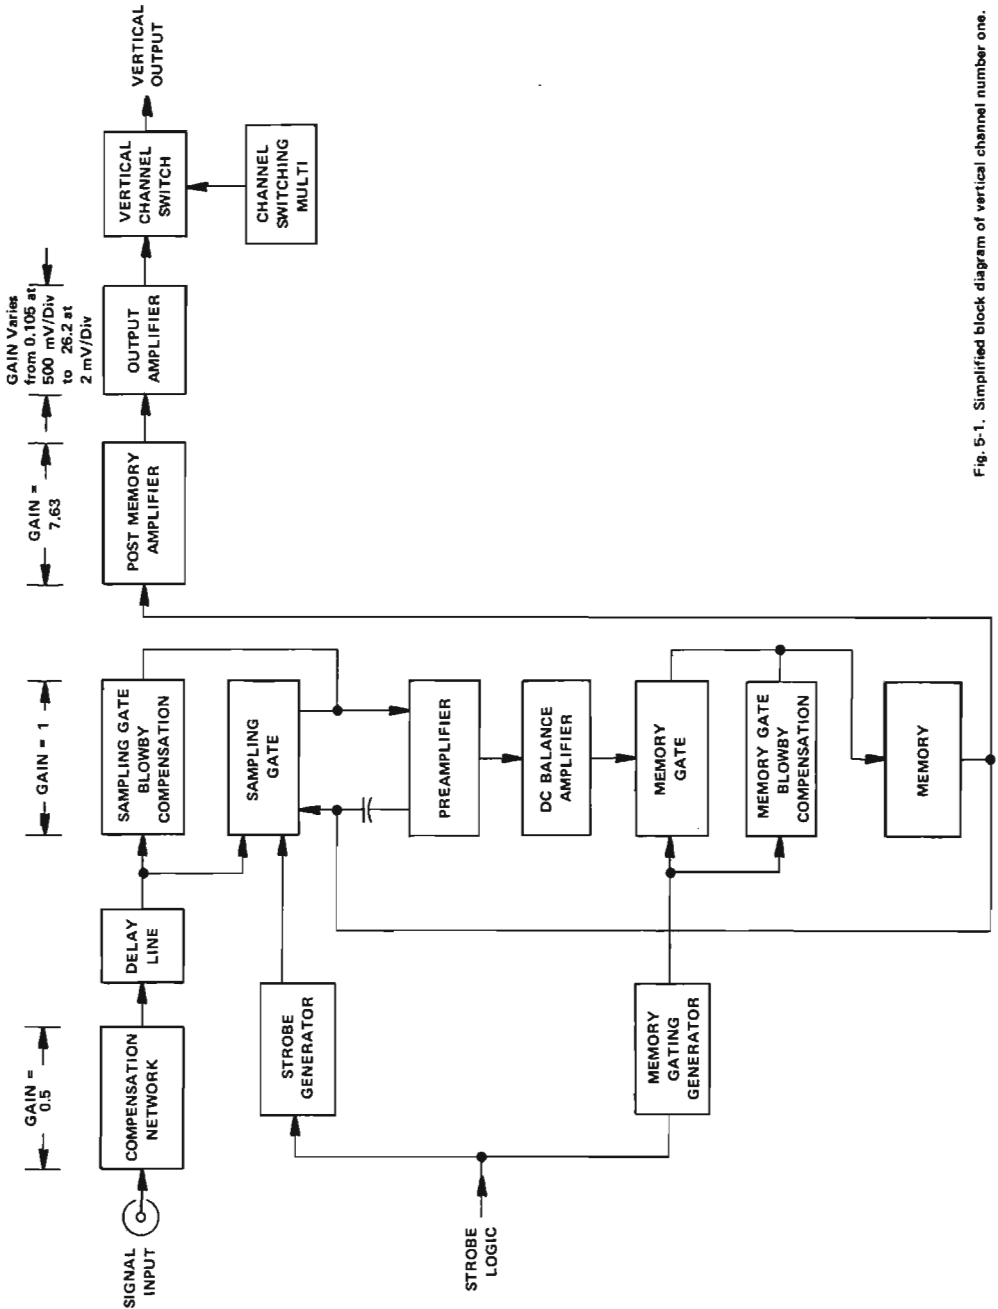 SIGNAL
INPUT
GAIN =
0.5
COMPENSATION
NETWORK
DELAY
LINE
GAIN = 1
SAMPLING GATE
BLOWBY
COMPENSATION
GAIN =
7.63
POST MEMORY
AMPLIFIER
GAIN Varies
from 0.105 at
500 mV/Div
to 26.2 at
2 mV/Div
OUTPUT
AMPLIFIER
VERTICAL
CHANNEL
SWITCH
VERTICAL
OUTPUT
CHANNEL
SWITCHING
MULTI
STROBE
GENERATOR
SAMPLING
GATE
PREAMPLIFIER
DC BALANCE
AMPLIFIER
STROBE
LOGIC
MEMORY
GATING
GENERATOR
MEMORY
GATE
MEMORY GATE
BLOWBY
COMPENSATION
MEMORY
Fig. 5-1. Simplified block diagram of vertical channel number one.